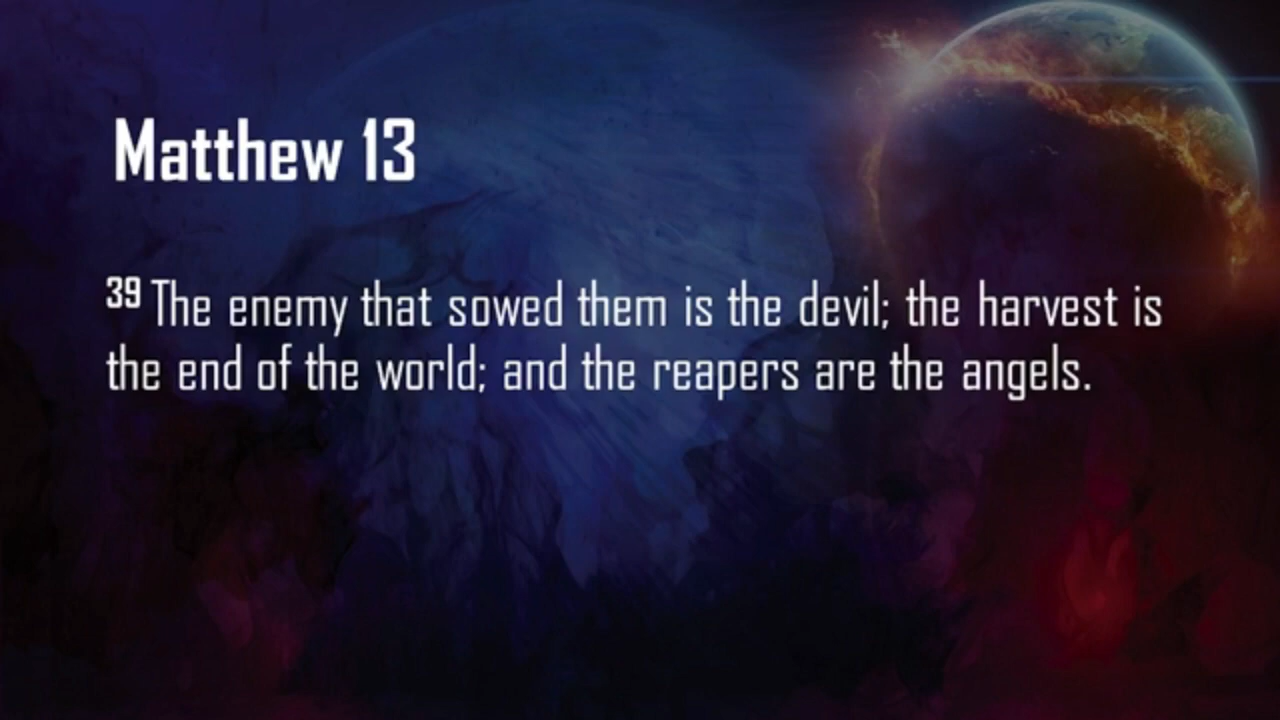 Matthew 13
39 The enemy that sowed them is the devil; the harvest is
the end of the world; and the reapers are the angels.